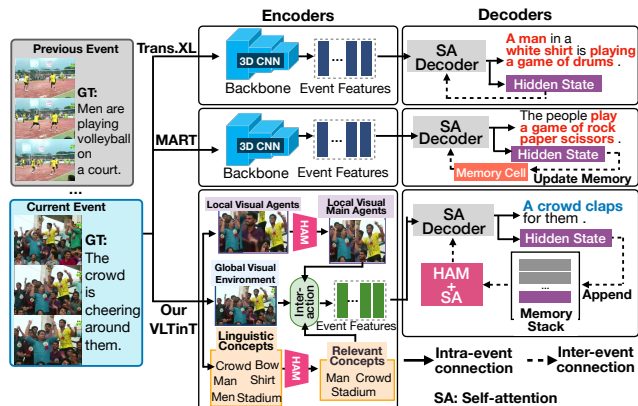 Encoders
Decoders
Previous Event
GT:
Men are
playing
volleyball
on
a court.
...
Current Event
GT:
The
crowd
is
cheering
around
them.
Trans.XL
3D CNN
Backbone
...
Event Features
SA
Decoder
A man in a
white shirt is playing
a game of drums .
Hidden State
MART
3D CNN
Backbone
...
Event Features
SA
Decoder
The people play
a game of rock
paper scissors .
Hidden State
Memory Cell
Update Memory
Our
VLTinT
Local Visual Agents
HAM
Local Visual
Main Agents
Global Visual
Environment
Inter-
action
...
Event Features
Linguistic
Concepts
Crowd Bow
Man Shirt
Men Stadium
HAM
Relevant
Concepts
Man Crowd
Stadium
SA
Decoder
A crowd claps
for them .
Hidden State
HAM
+
SA
...
Memory
Stack
Append
Intra-event
connection
Inter-event
connection
SA: Self-attention